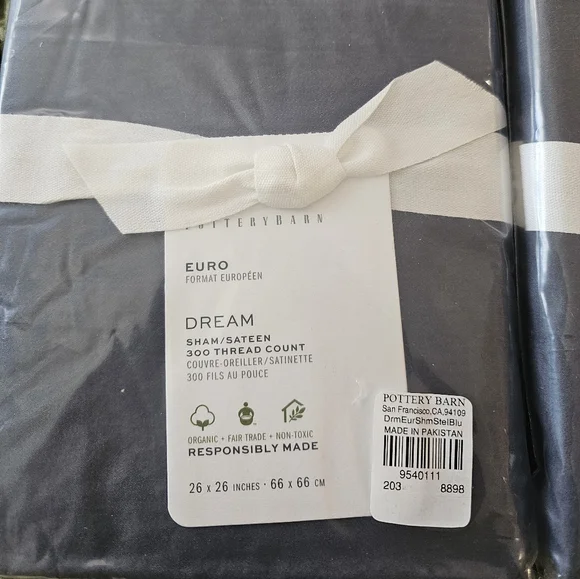 POTTERYBARN
EURO
FORMAT EUROPÉEN
DREAM
SHAM/SATEEN
300 THREAD COUNT
COUVRE-OREILLER/SATINETTE
300 FILS AU POUCE
ORGANIC • FAIR TRADE • NON-TOXIC
RESPONSIBLY MADE
26 x 26 INCHES · 66 x 66 CM
POTTERY BARN
San Francisco,CA,94109
DrmEurShmStelBlu
MADE IN PAKISTAN
9540111
203 8898